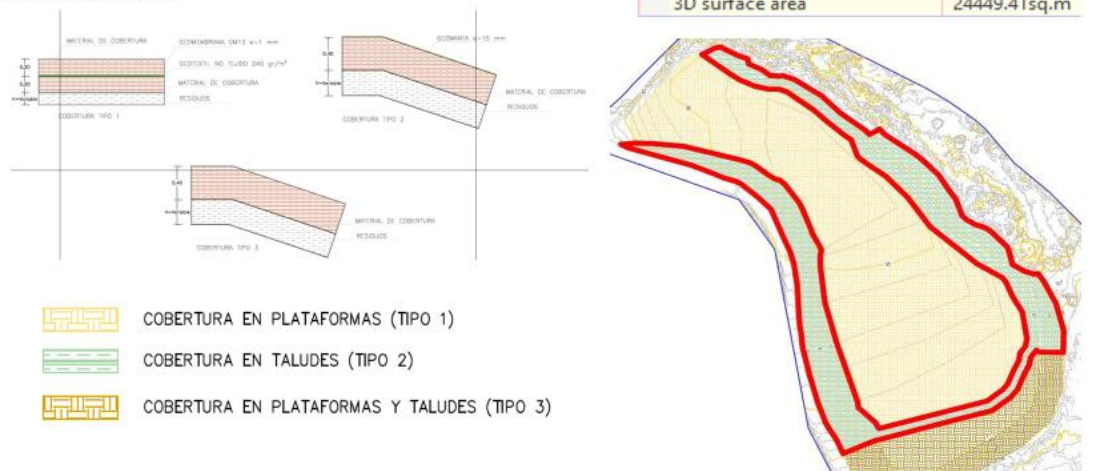 3D surface area 24449.41sq.m
MATERIAL DE COBERTURA
GEOMEMBRANA GM13 e=1 mm
GEOTEXTIL NO TEJIDO 240 gr/m²
MATERIAL DE COBERTURA
RESIDUOS
COBERTURA TIPO 1
GEOMANTA e=15 mm
MATERIAL DE COBERTURA
RESIDUOS
COBERTURA TIPO 2
MATERIAL DE COBERTURA
RESIDUOS
COBERTURA TIPO 3
COBERTURA EN PLATAFORMAS (TIPO 1)
COBERTURA EN TALUDES (TIPO 2)
COBERTURA EN PLATAFORMAS Y TALUDES (TIPO 3)